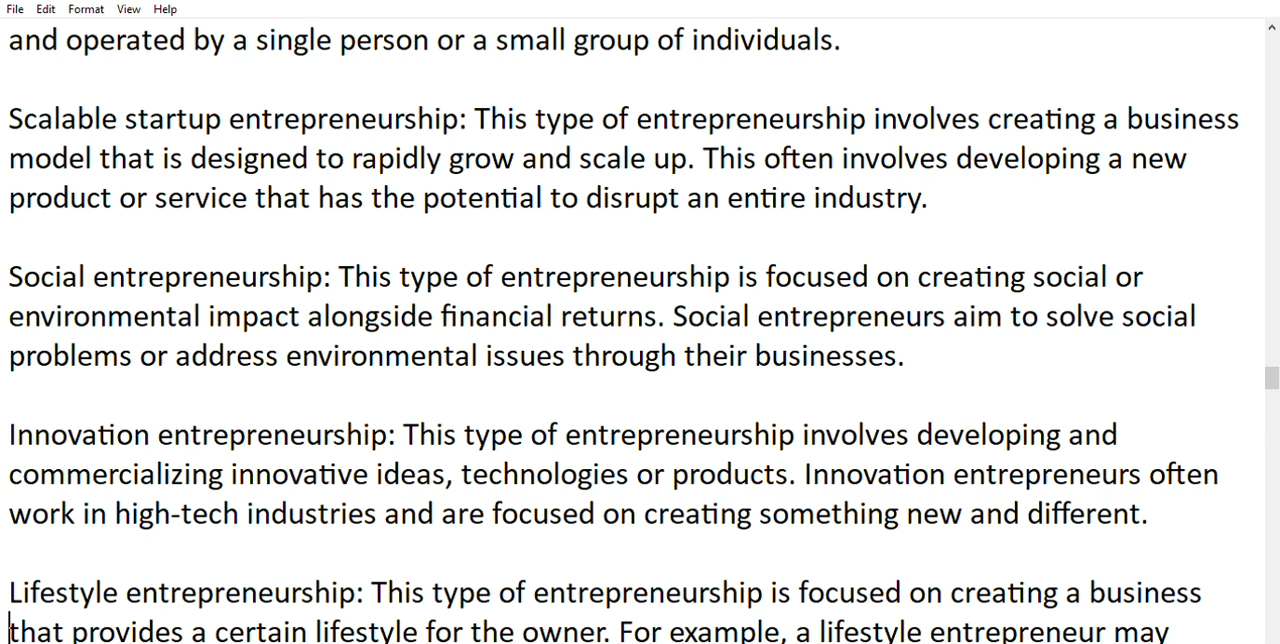 File Edit Format View Help
and operated by a single person or a small group of individuals.
Scalable startup entrepreneurship: This type of entrepreneurship involves creating a business
model that is designed to rapidly grow and scale up. This often involves developing a new
product or service that has the potential to disrupt an entire industry.
Social entrepreneurship: This type of entrepreneurship is focused on creating social or
environmental impact alongside financial returns. Social entrepreneurs aim to solve social
problems or address environmental issues through their businesses.
Innovation entrepreneurship: This type of entrepreneurship involves developing and
commercializing innovative ideas, technologies or products. Innovation entrepreneurs often
work in high-tech industries and are focused on creating something new and different.
Lifestyle entrepreneurship: This type of entrepreneurship is focused on creating a business
that provides a certain lifestyle for the owner. For example, a lifestyle entrepreneur may